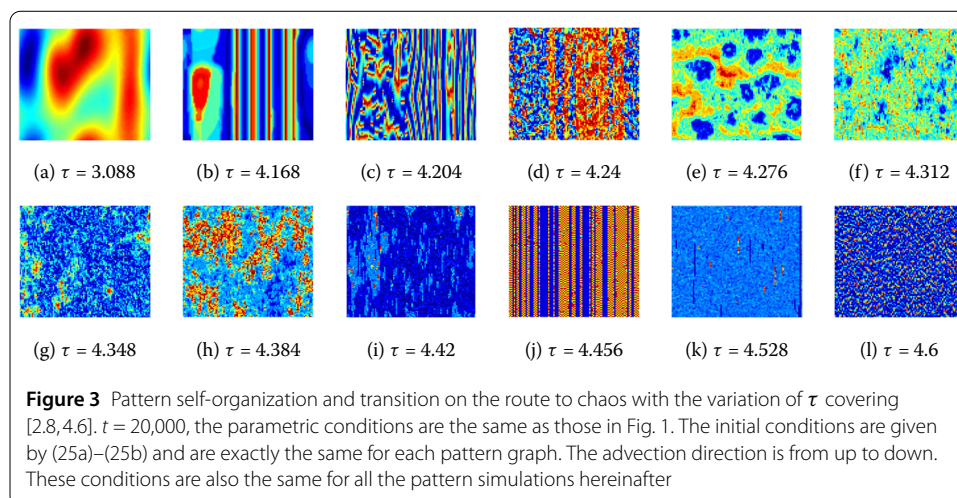 (a) τ = 3.088
(b) τ = 4.168
(c) τ = 4.204
(d) τ = 4.24
(e) τ = 4.276
(f) τ = 4.312
(g) τ = 4.348
(h) τ = 4.384
(i) τ = 4.42
(j) τ = 4.456
(k) τ = 4.528
(l) τ = 4.6
Figure 3 Pattern self-organization and transition on the route to chaos with the variation of τ covering
[2.8, 4.6]. t = 20,000, the parametric conditions are the same as those in Fig. 1. The initial conditions are given
by (25a)–(25b) and are exactly the same for each pattern graph. The advection direction is from up to down.
These conditions are also the same for all the pattern simulations hereinafter